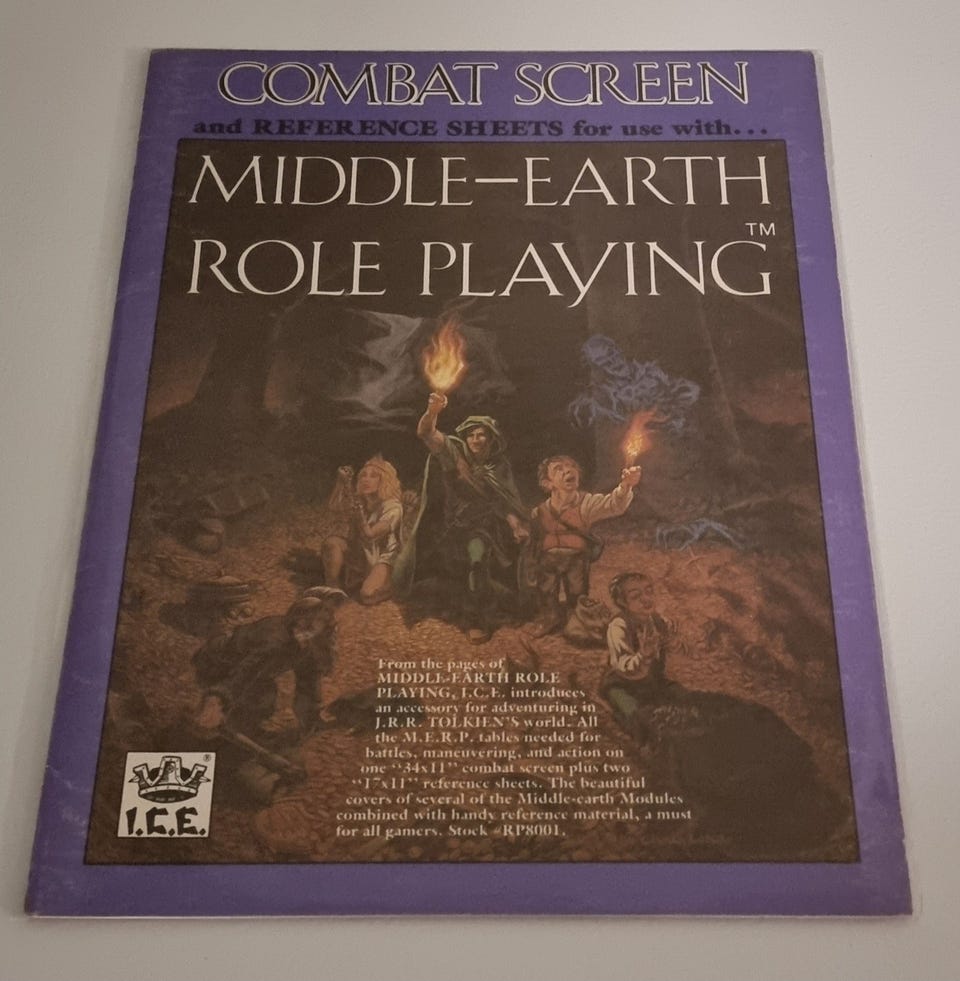 COMBAT SCREEN
and REFERENCE SHEETS for use with...
MIDDLE-EARTH
ROLE PLAYING™
From the pages of
MIDDLE-EARTH ROLE
PLAYING, I.C.E. introduces
an accessory for adventuring in
J.R.R. TOLKIEN'S world. All
the M.E.R.P. tables needed for
battles, maneuvering, and action on
one "34x11" combat screen plus two
"17x11" reference sheets. The beautiful
covers of several of the Middle-earth Modules
combined with handy reference material, a must
for all gamers. Stock #RP8001.
®
I.C.E.